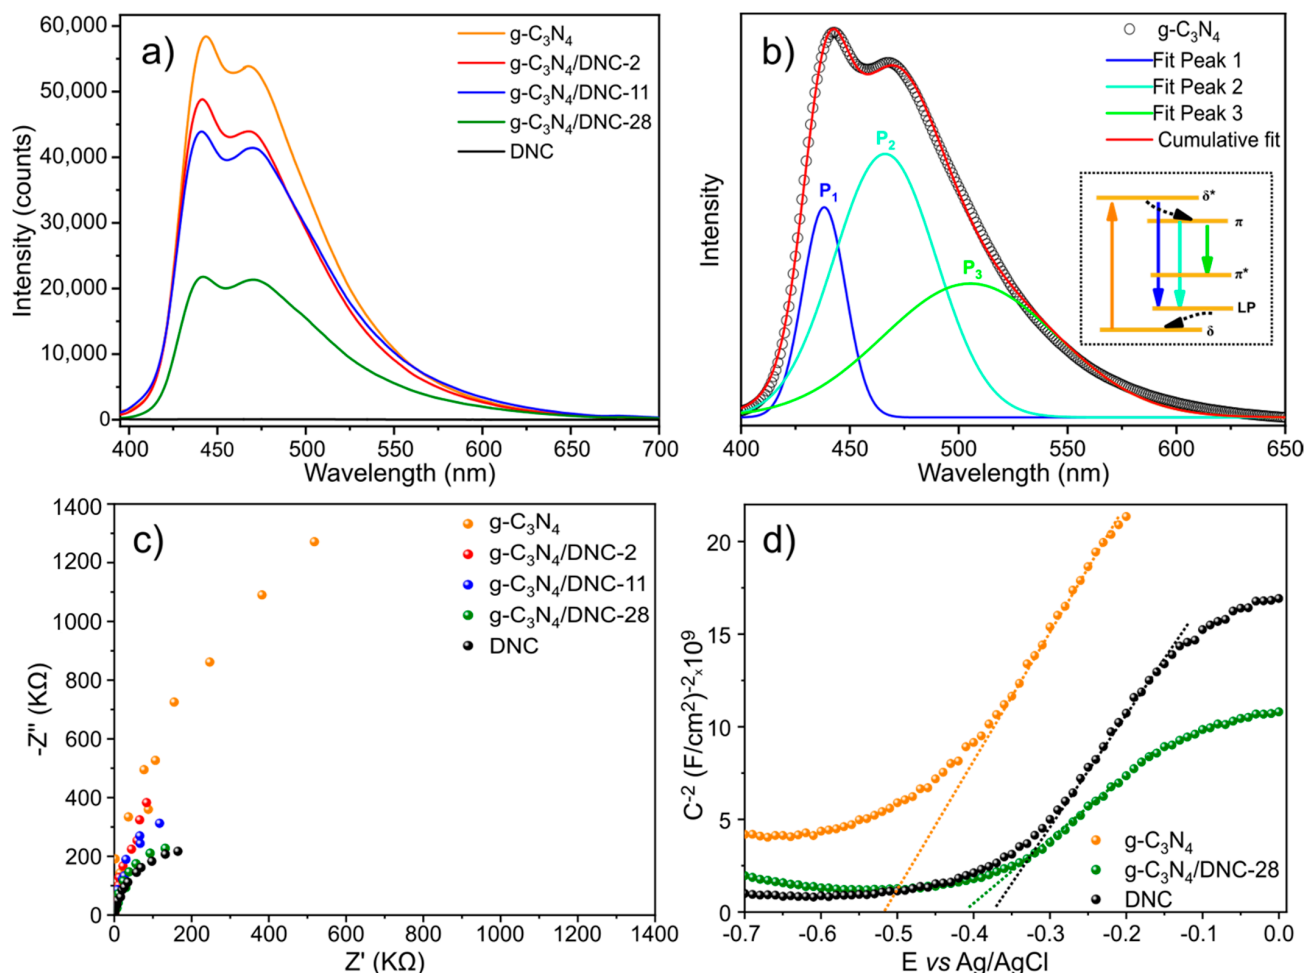 a)
g-C₃N₄
g-C₃N₄/DNC-2
g-C₃N₄/DNC-11
g-C₃N₄/DNC-28
DNC
Intensity (counts)
60,000
50,000
40,000
30,000
20,000
10,000
0
400 450 500 550 600 650 700
Wavelength (nm)
b)
g-C₃N₄
Fit Peak 1
Fit Peak 2
Fit Peak 3
Cumulative fit
P₁
P₂
P₃
δ*
π
π*
LP
δ
Intensity
400 450 500 550 600 650
Wavelength (nm)
c)
g-C₃N₄
g-C₃N₄/DNC-2
g-C₃N₄/DNC-11
g-C₃N₄/DNC-28
DNC
-Z" (KΩ)
1400
1200
1000
800
600
400
200
0
0 200 400 600 800 1000 1200 1400
Z' (KΩ)
d)
C⁻² (F/cm²)⁻²ₓ10⁹
20
15
10
5
0
g-C₃N₄
g-C₃N₄/DNC-28
DNC
-0.7 -0.6 -0.5 -0.4 -0.3 -0.2 -0.1 0.0
E vs Ag/AgCl